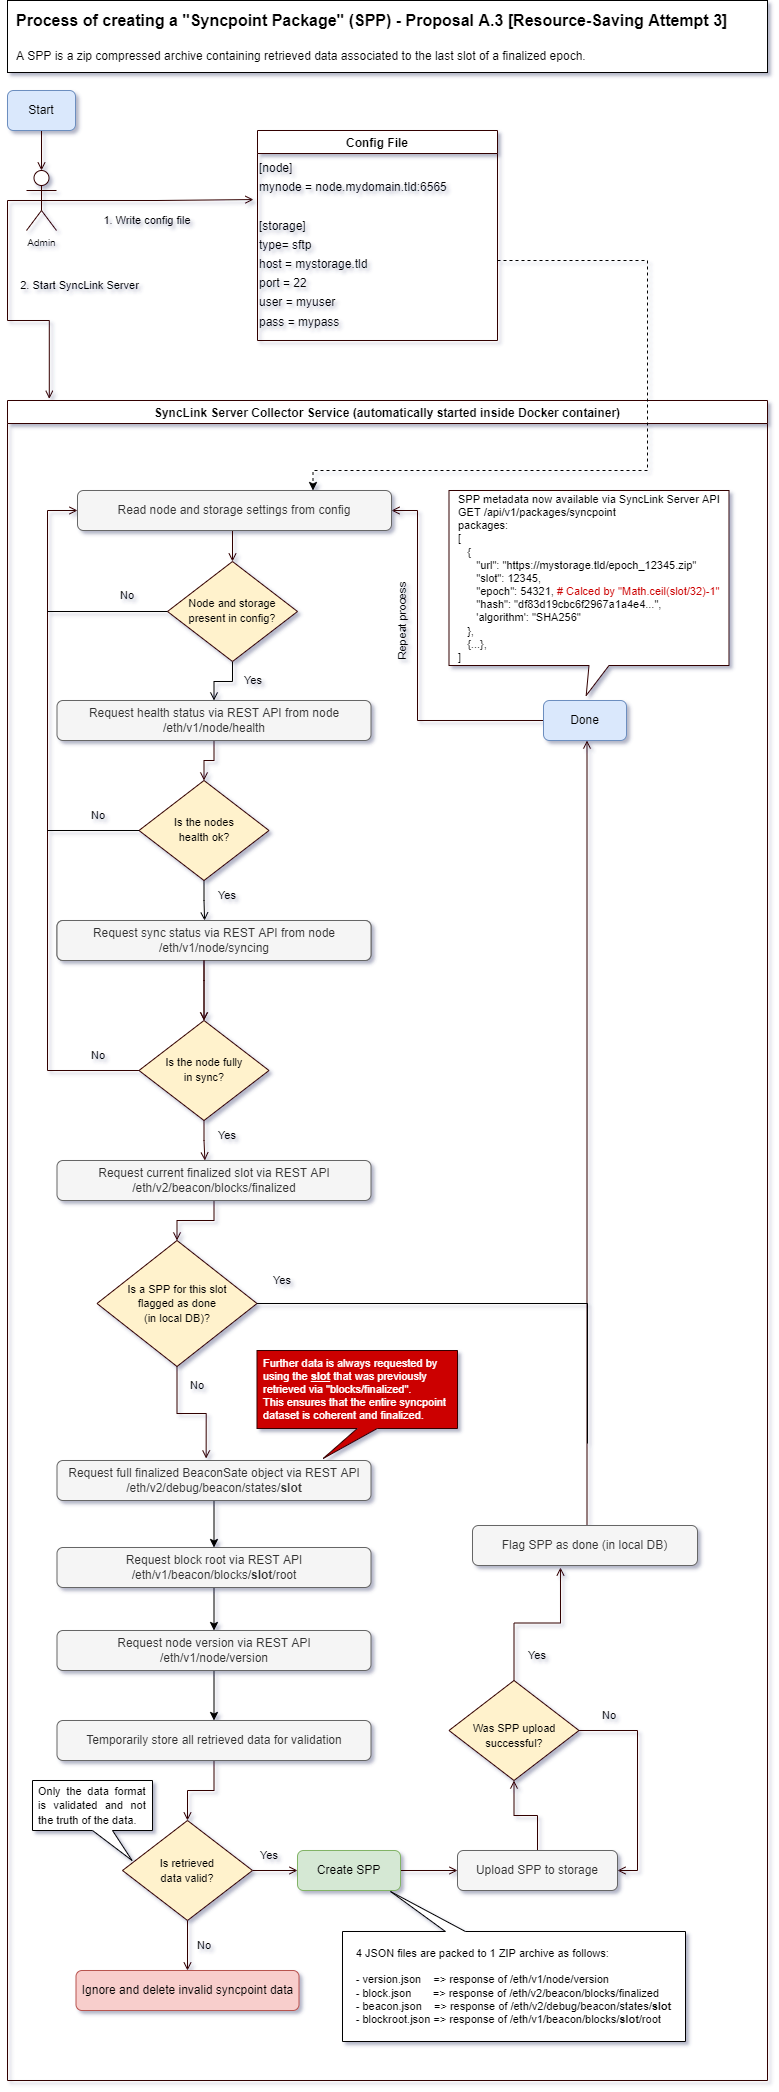 Process of creating a "Syncpoint Package" (SPP) - Proposal A.3 [Resource-Saving Attempt 3]
A SPP is a zip compressed archive containing retrieved data associated to the last slot of a finalized epoch.
Start
Admin
1. Write config file
2. Start SyncLink Server
Config File
[node]
mynode = node.mydomain.tld:6565
[storage]
type= sftp
host = mystorage.tld
port = 22
user = myuser
pass = mypass
SyncLink Server Collector Service (automatically started inside Docker container)
Read node and storage settings from config
SPP metadata now available via SyncLink Server API
GET /api/v1/packages/syncpoint
packages:
[
{
"url": "https://mystorage.tld/epoch_12345.zip"
"slot": 12345,
"epoch": 54321, # Calced by "Math.ceil(slot/32)-1"
"hash": "df83d19cbc6f2967a1a4e4...",
'algorithm': "SHA256"
},
{...},
]
Node and storage
present in config?
No
Yes
Repeat process
Done
Request health status via REST API from node
/eth/v1/node/health
Is the nodes
health ok?
No
Yes
Request sync status via REST API from node
/eth/v1/node/syncing
Is the node fully
in sync?
No
Yes
Request current finalized slot via REST API
/eth/v2/beacon/blocks/finalized
Is a SPP for this slot
flagged as done
(in local DB)?
Yes
No
Further data is always requested by
using the slot that was previously
retrieved via "blocks/finalized".
This ensures that the entire syncpoint
dataset is coherent and finalized.
Request full finalized BeaconSate object via REST API
/eth/v2/debug/beacon/states/slot
Request block root via REST API
/eth/v1/beacon/blocks/slot/root
Request node version via REST API
/eth/v1/node/version
Temporarily store all retrieved data for validation
Only the data format
is validated and not
the truth of the data.
Is retrieved
data valid?
Yes
No
Ignore and delete invalid syncpoint data
Create SPP
Upload SPP to storage
Was SPP upload
successful?
No
Yes
Flag SPP as done (in local DB)
4 JSON files are packed to 1 ZIP archive as follows:
- version.json => response of /eth/v1/node/version
- block.json => response of /eth/v2/beacon/blocks/finalized
- beacon.json => response of /eth/v2/debug/beacon/states/slot
- blockroot.json => response of /eth/v1/beacon/blocks/slot/root